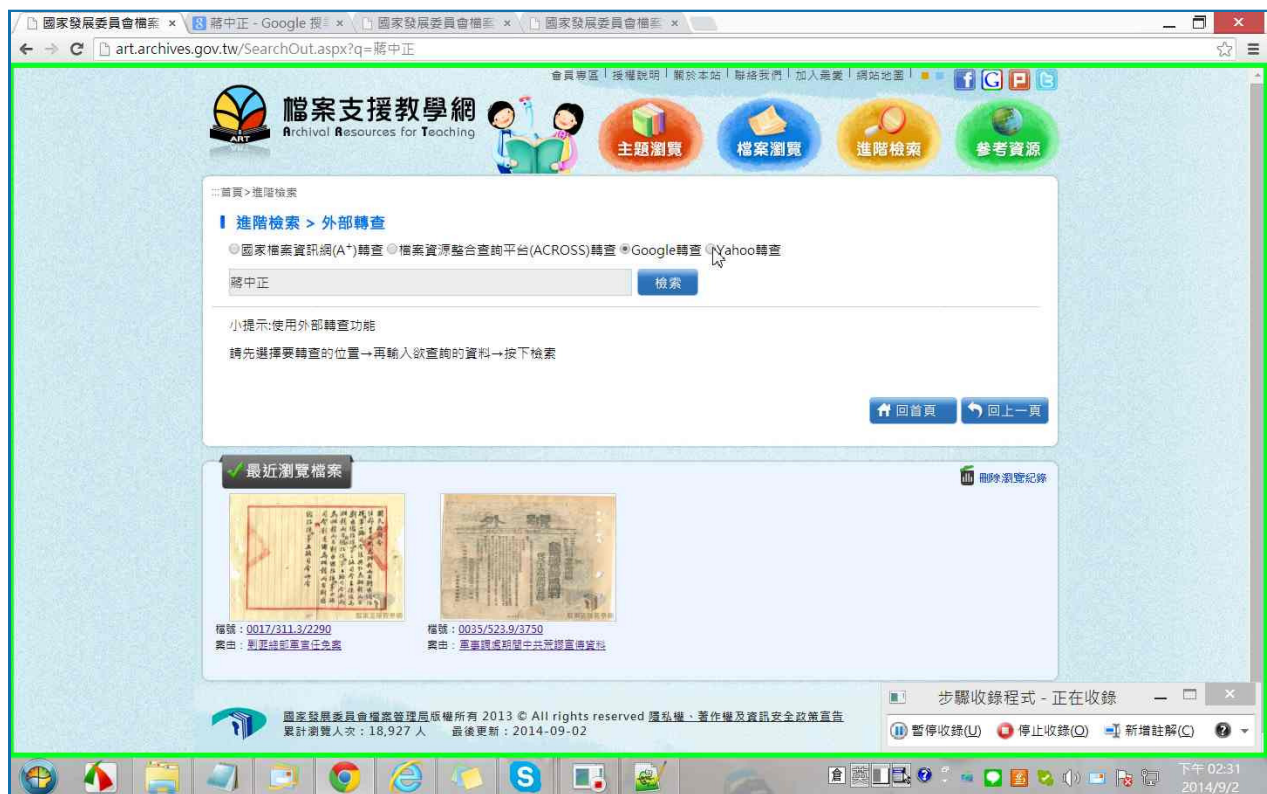 國家發展委員會檔案
蔣中正 - Google 搜
國家發展委員會檔案
國家發展委員會檔案
art.archives.gov.tw/SearchOut.aspx?q=蔣中正
會員專區 | 授權說明 | 關於本站 | 聯絡我們 | 加入最愛 | 網站地圖 |
檔案支援教學網
Archival Resources for Teaching
ART
主題瀏覽
檔案瀏覽
進階檢索
參考資源
:::首頁>進階檢索
進階檢索 > 外部轉查
國家檔案資訊網(A⁺)轉查 檔案資源整合查詢平台(ACROSS)轉查 Google轉查 Yahoo轉查
蔣中正
檢索
小提示:使用外部轉查功能
請先選擇要轉查的位置→再輸入欲查詢的資料→按下檢索
回首頁 回上一頁
最近瀏覽檔案
刪除瀏覽紀錄
外 號
檔號：0017/311.3/2290
檔號：0035/523.9/3750
案由：軍事調處期間中共荒謬宣傳資料
步驟收錄程式 - 正在收錄
暫停收錄(U) 停止收錄(O) 新增註解(C)
國家發展委員會檔案管理局版權所有 2013 © All rights reserved 隱私權、著作權及資訊安全政策宣告
累計瀏覽人次：18,927 人 最後更新：2014-09-02
下午 02:31
2014/9/2